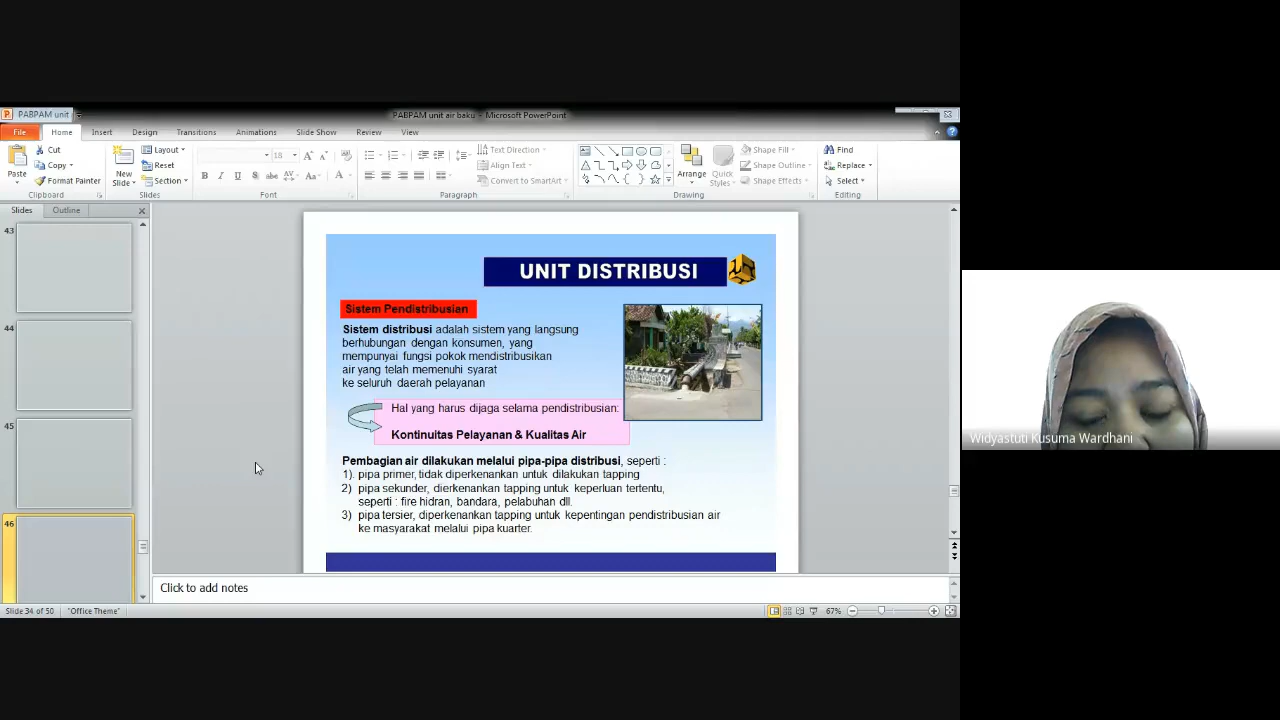 PABPAM unit
PABPAM unit air baku - Microsoft PowerPoint
File Home Insert Design Transitions Animations Slide Show Review View
Paste
Cut
Copy
Format Painter
Clipboard
New Slide
Layout
Reset
Section
Slides
18
Font
Paragraph
Text Direction
Align Text
Convert to SmartArt
Arrange
Quick Styles
Shape Fill
Shape Outline
Shape Effects
Drawing
Find
Replace
Select
Editing
Slides Outline
43
44
45
46
UNIT DISTRIBUSI
Sistem Pendistribusian
Sistem distribusi adalah sistem yang langsung
berhubungan dengan konsumen, yang
mempunyai fungsi pokok mendistribusikan
air yang telah memenuhi syarat
ke seluruh daerah pelayanan
Hal yang harus dijaga selama pendistribusian:
Kontinuitas Pelayanan & Kualitas Air
Pembagian air dilakukan melalui pipa-pipa distribusi, seperti :
1). pipa primer, tidak diperkenankan untuk dilakukan tapping
2) pipa sekunder, dierkenankan tapping untuk keperluan tertentu,
seperti : fire hidran, bandara, pelabuhan dll.
3) pipa tersier, diperkenankan tapping untuk kepentingan pendistribusian air
ke masyarakat melalui pipa kuarter.
Click to add notes
Slide 34 of 50 "Office Theme" 67%
Widyastuti Kusuma Wardhani